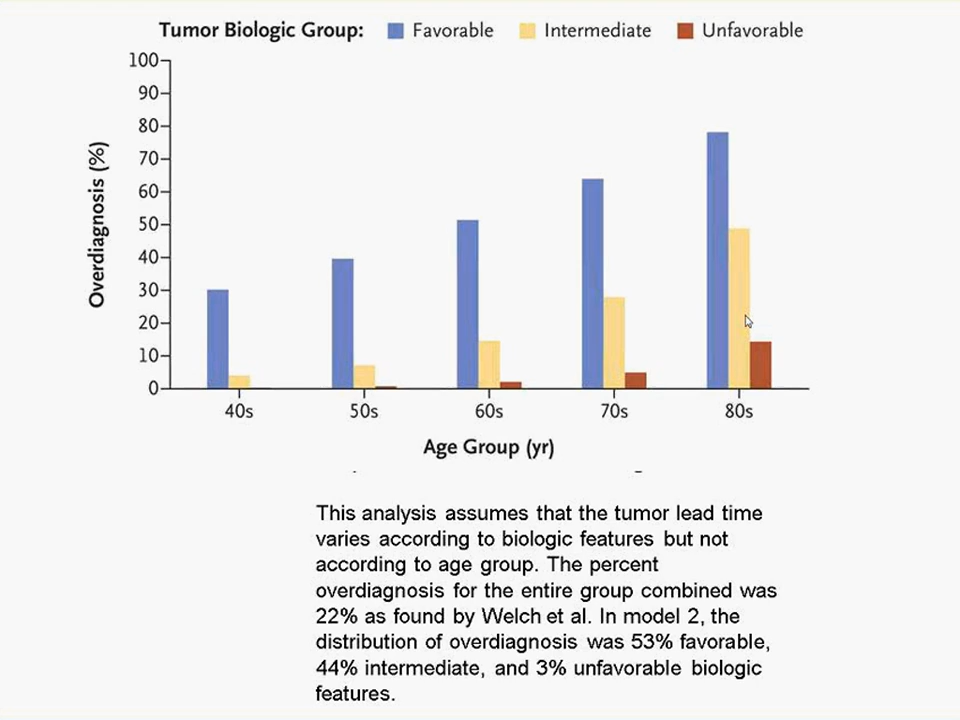 Tumor Biologic Group: Favorable Intermediate Unfavorable
Overdiagnosis (%)
100
90
80
70
60
50
40
30
20
10
0
40s 50s 60s 70s 80s
Age Group (yr)
This analysis assumes that the tumor lead time
varies according to biologic features but not
according to age group. The percent
overdiagnosis for the entire group combined was
22% as found by Welch et al. In model 2, the
distribution of overdiagnosis was 53% favorable,
44% intermediate, and 3% unfavorable biologic
features.